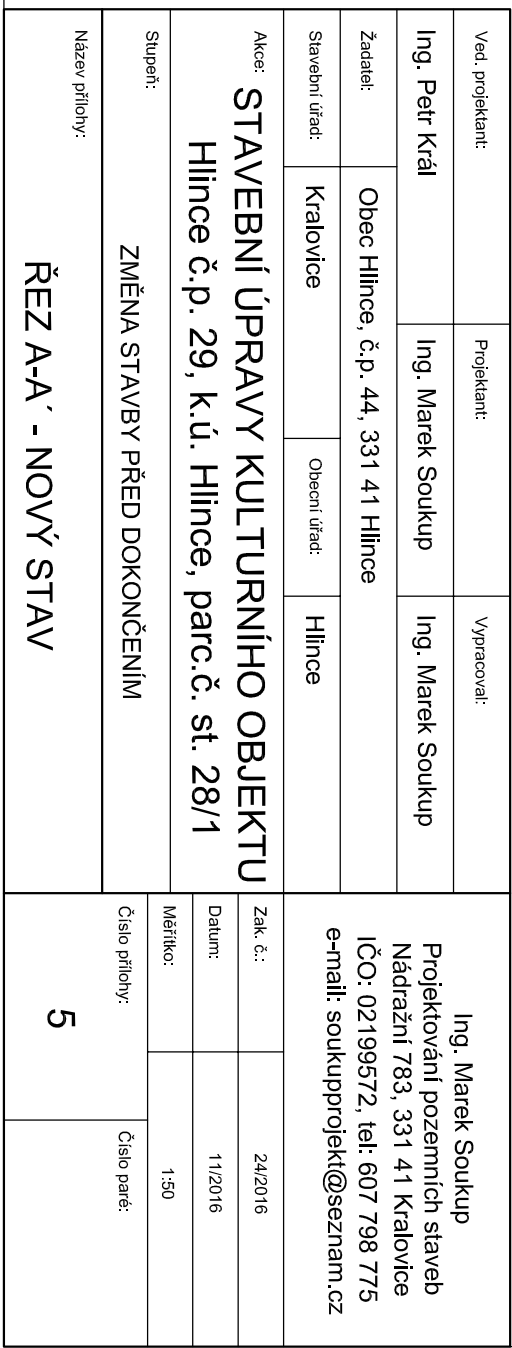 Ved. projektant:
Projektant:
Vypracoval:
Ing. Petr Král
Ing. Marek Soukup
Ing. Marek Soukup
Žadatel:
Obec Hlince, č.p. 44, 331 41 Hlince
Stavební úřad:
Kralovice
Obecní úřad:
Hlince
Ing. Marek Soukup
Projektování pozemních staveb
Nádražní 783, 331 41 Kralovice
IČO: 02199572, tel: 607 798 775
e-mail: soukupprojekt@seznam.cz
Akce:
STAVEBNÍ ÚPRAVY KULTURNÍHO OBJEKTU
Hlince č.p. 29, k.ú. Hlince, parc.č. st. 28/1
Zak. č.:
24/2016
Datum:
11/2016
Měřítko:
1:50
Stupeň:
ZMĚNA STAVBY PŘED DOKONČENÍM
Název přílohy:
ŘEZ A-A´ - NOVÝ STAV
Číslo přílohy:
5
Číslo paré: